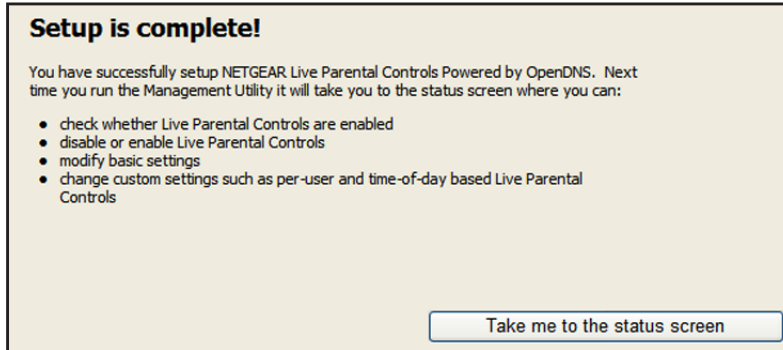 Setup is complete!
You have successfully setup NETGEAR Live Parental Controls Powered by OpenDNS. Next
time you run the Management Utility it will take you to the status screen where you can:
● check whether Live Parental Controls are enabled
● disable or enable Live Parental Controls
● modify basic settings
● change custom settings such as per-user and time-of-day based Live Parental
Controls
Take me to the status screen